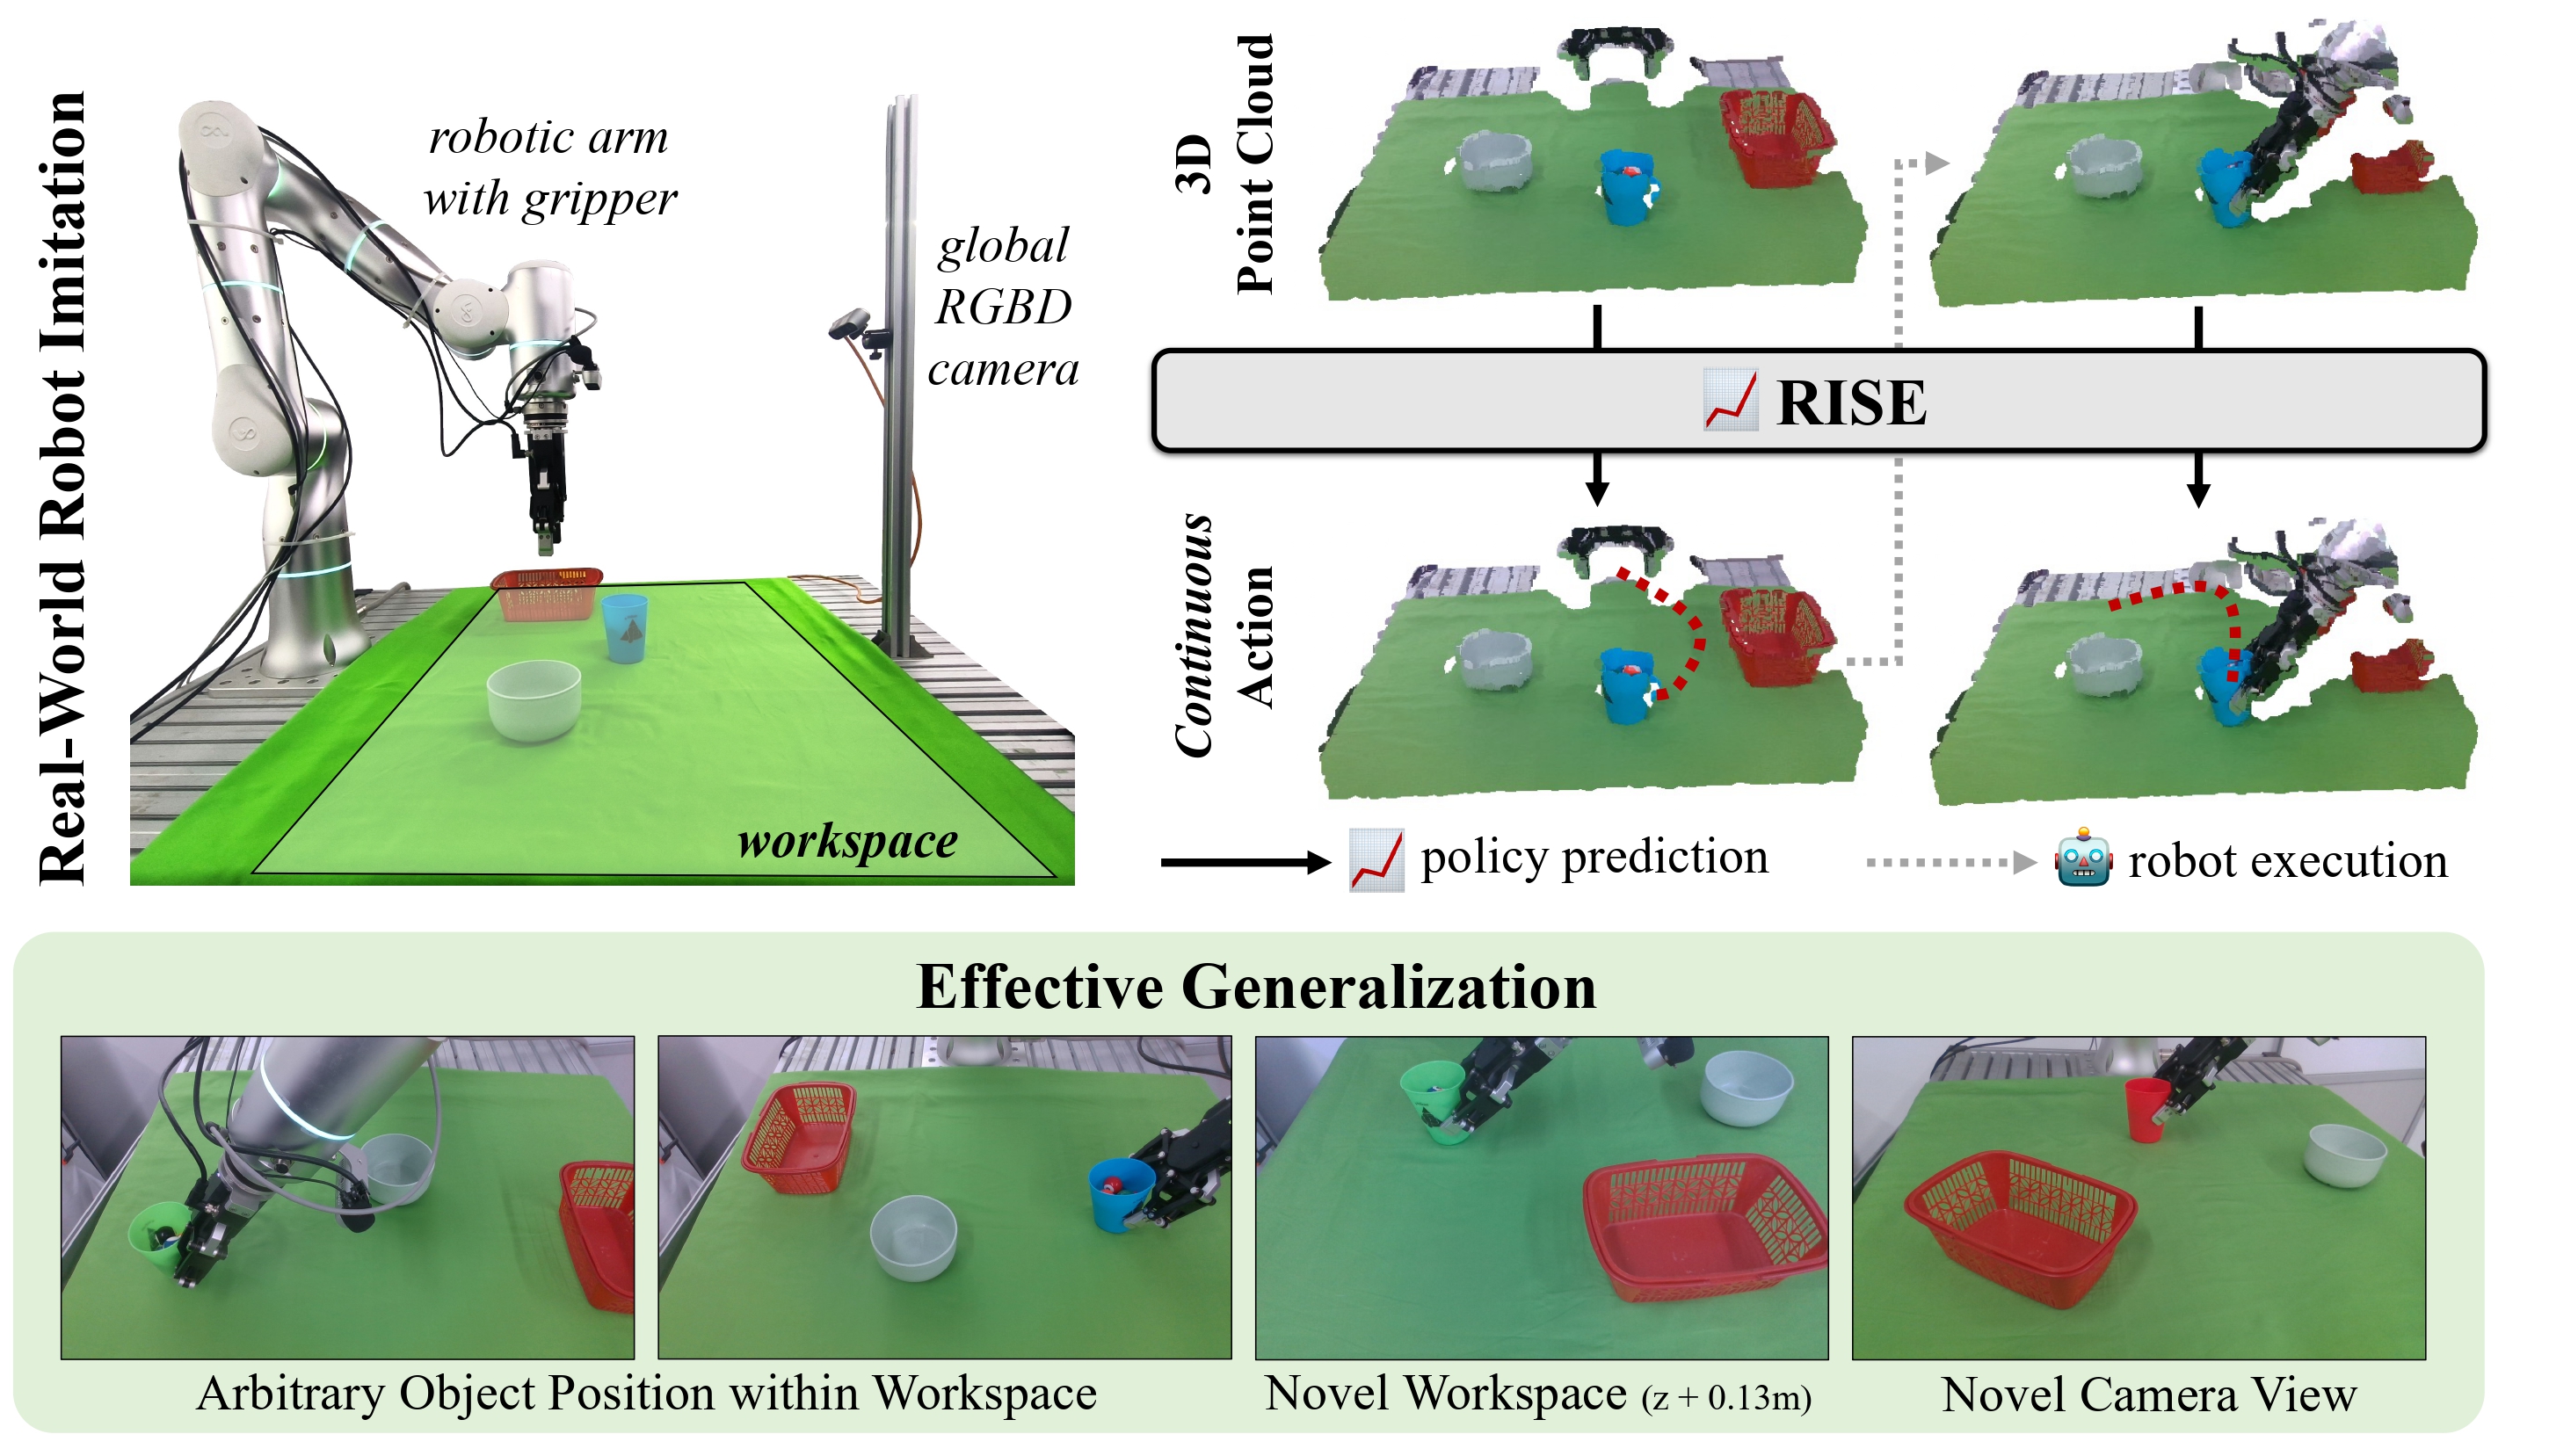 Real-World Robot Imitation
robotic arm
with gripper
global
RGBD
camera
workspace
3D
Point Cloud
RISE
Continuous
Action
policy prediction
robot execution
Effective Generalization
Arbitrary Object Position within Workspace
Novel Workspace (z + 0.13m)
Novel Camera View